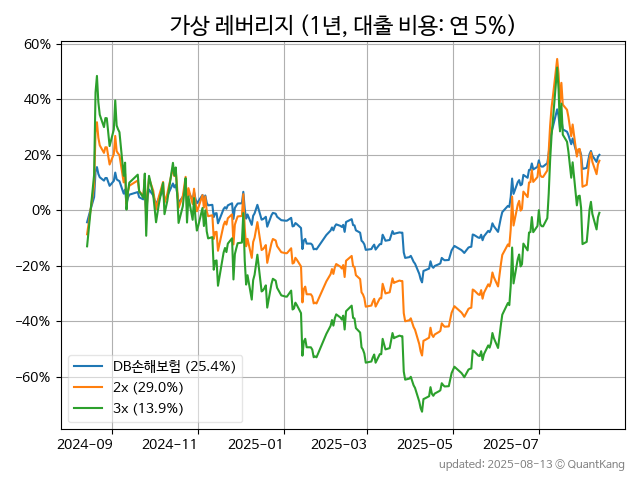 가상 레버리지 (1년, 대출 비용: 연 5%)
60%
40%
20%
0%
−20%
−40%
−60%
DB손해보험 (25.4%)
2x (29.0%)
3x (13.9%)
2024-09
2024-11
2025-01
2025-03
2025-05
2025-07
updated: 2025-08-13 © QuantKang